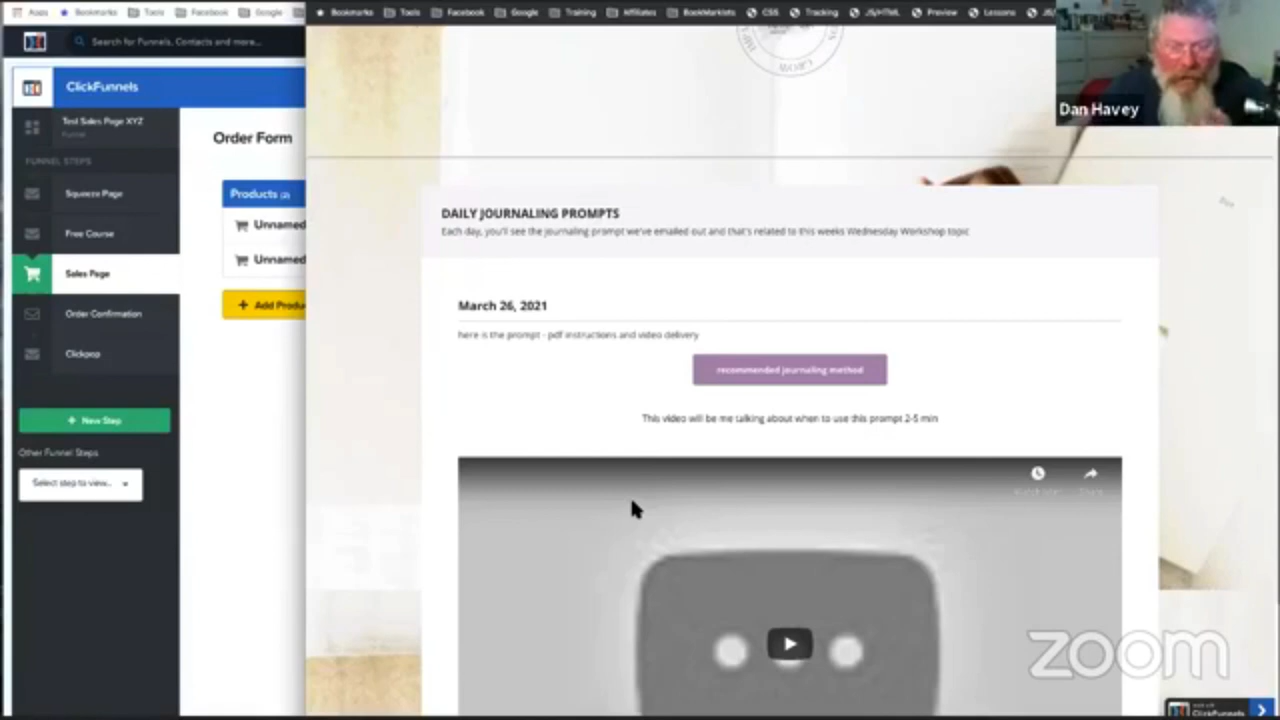 Apps Bookmarks Tools Facebook Google
Bookmarks Tools Facebook Google Training Affiliates BookMarklets CSS Tracking JS/HTML Preview Lessons
Search for Funnels, Contacts and more...
ClickFunnels
Test Sales Page XYZ
Funnel
FUNNEL STEPS
Squeeze Page
Free Course
Sales Page
Order Confirmation
Clickpop
+ New Step
Other Funnel Steps
Select step to view...
Order Form
Products (2)
Unnamed
Unnamed
+ Add Produ
GROW
Dan Havey
DAILY JOURNALING PROMPTS
Each day, you'll see the journaling prompt we've emailed out and that's related to this weeks Wednesday Workshop topic
March 26, 2021
here is the prompt - pdf instructions and video delivery
recommended journaling method
This video will be me talking about when to use this prompt 2-5 min
Share
zoom
ClickFunnels